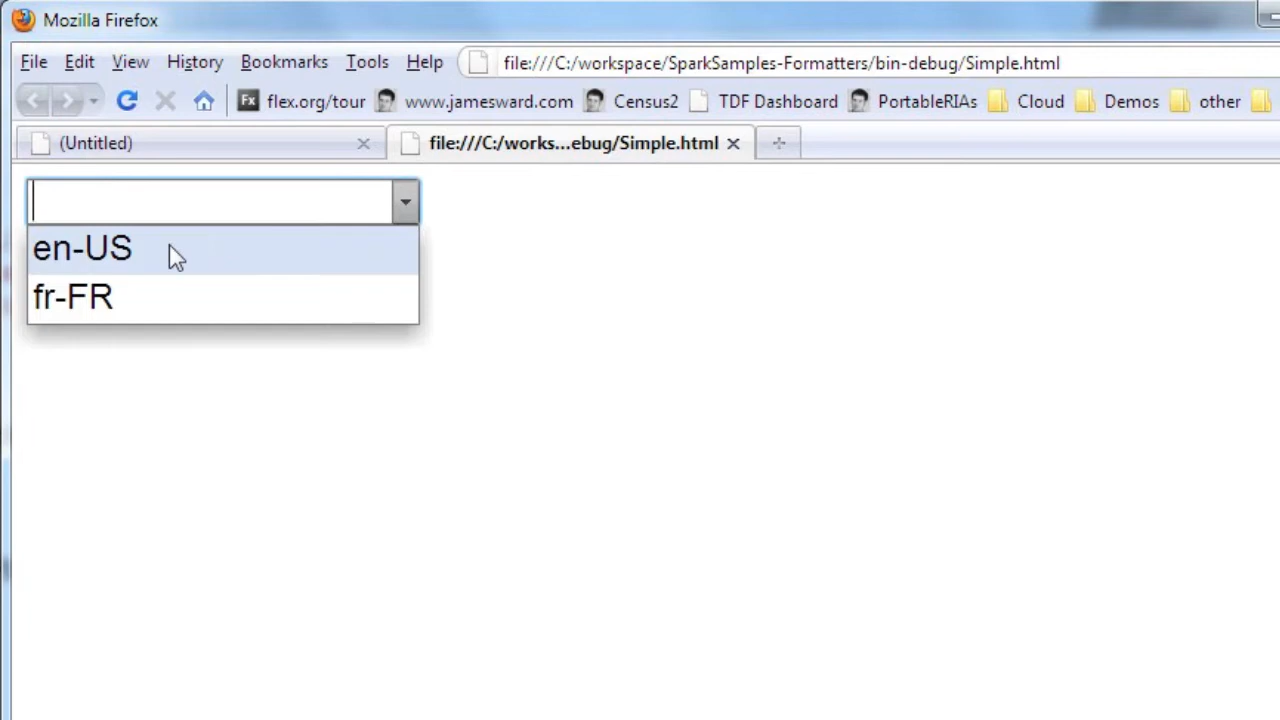 Mozilla Firefox
File Edit View History Bookmarks Tools Help file:///C:/workspace/SparkSamples-Formatters/bin-debug/Simple.html
Fx flex.org/tour www.jamesward.com Census2 TDF Dashboard PortableRIAs Cloud Demos other
(Untitled) file:///C:/works...ebug/Simple.html
en-US
fr-FR